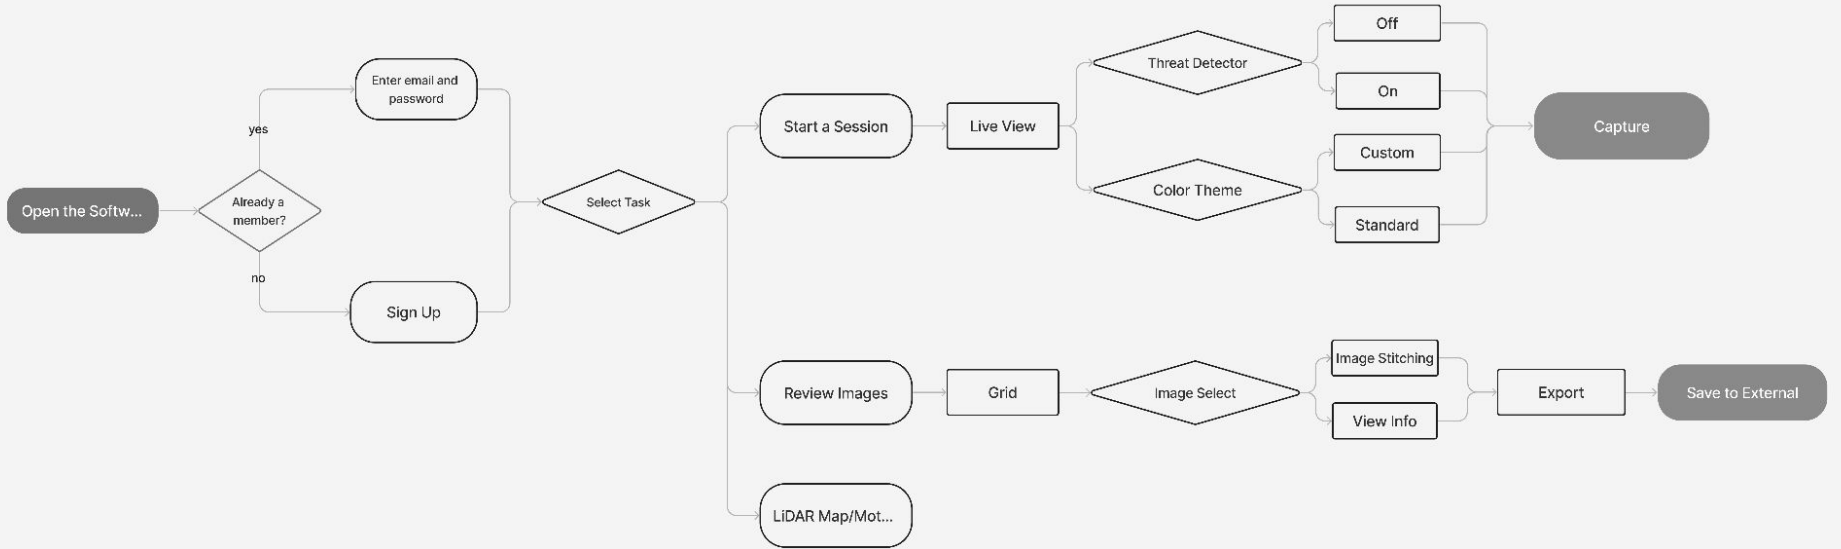 Open the Softw...
Already a
member?
yes
no
Enter email and
password
Sign Up
Select Task
Start a Session
Live View
Threat Detector
Off
On
Color Theme
Custom
Standard
Capture
Review Images
Grid
Image Select
Image Stitching
View Info
Export
Save to External
LiDAR Map/Mot...